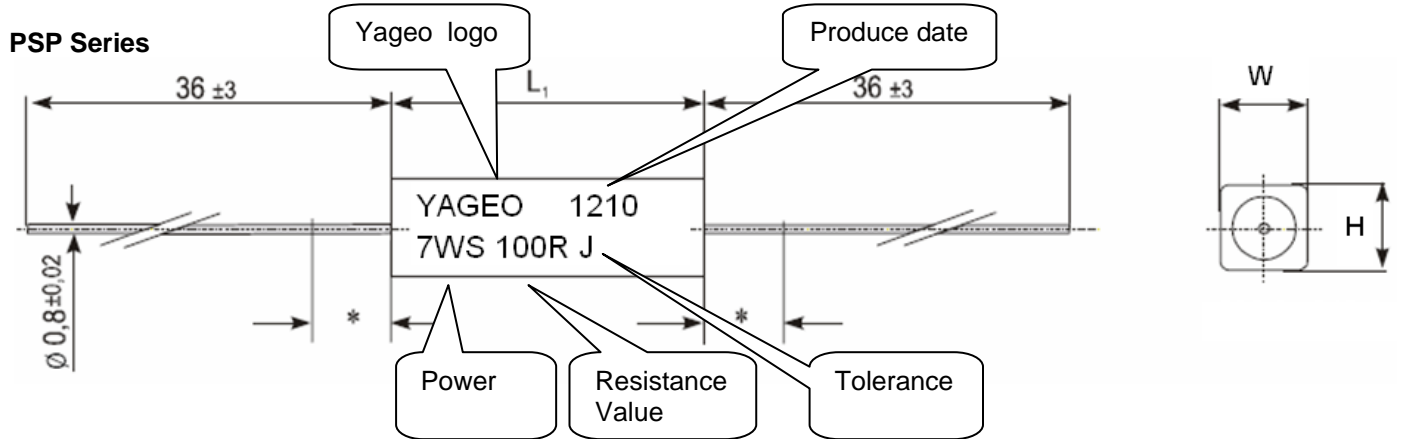 PSP Series
Yageo logo
Produce date
36 ±3
L1
36 ±3
W
YAGEO 1210
7WS 100R J
H
Ø 0,8±0,02
*
*
Power
Resistance
Value
Tolerance